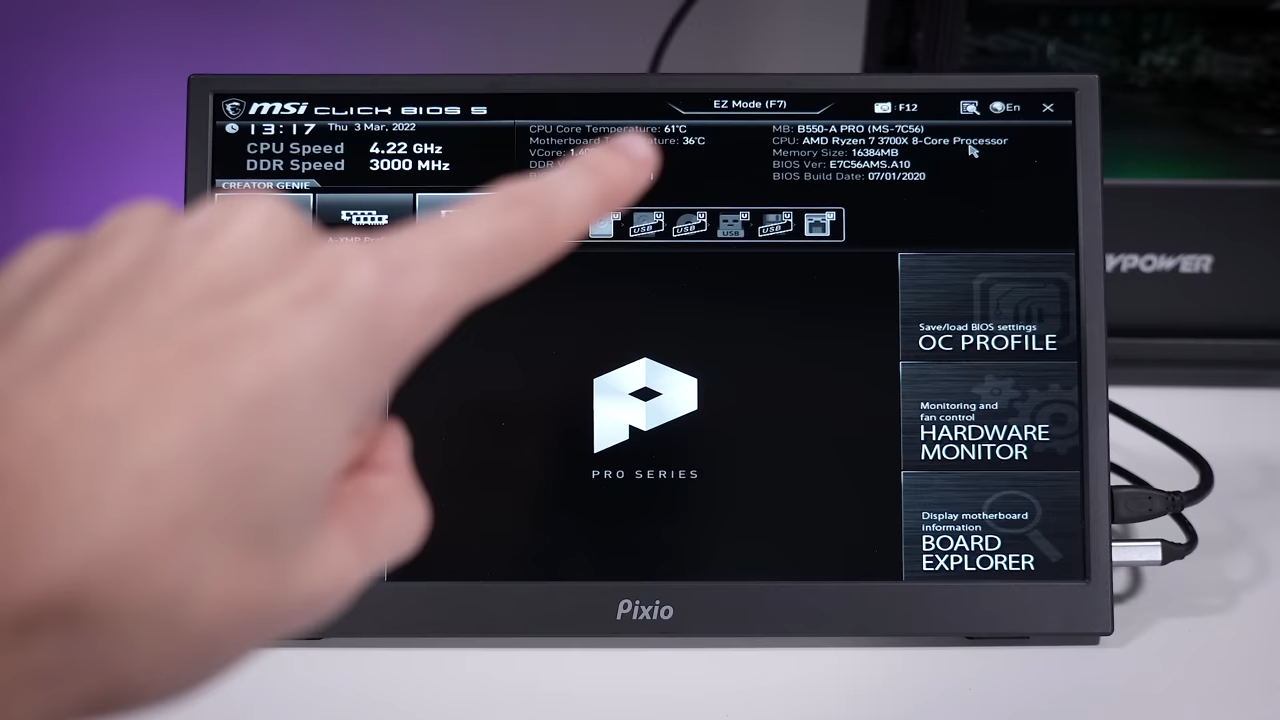 msi CLICK BIOS 5
EZ Mode (F7)
: F12
En
13:17 Thu 3 Mar, 2022
CPU Speed 4.22 GHz
DDR Speed 3000 MHz
CREATOR GENIE
CPU Core Temperature: 61°C
Motherboard Temperature: 36°C
VCore:
DDR
MB: B550-A PRO (MS-7C56)
CPU: AMD Ryzen 7 3700X 8-Core Processor
Memory Size: 16384MB
BIOS Ver: E7C56AMS.A10
BIOS Build Date: 07/01/2020
U U U U U U
USB USB USB USB
Save/load BIOS settings
OC PROFILE
Monitoring and
fan control
HARDWARE
MONITOR
Display motherboard
information
BOARD
EXPLORER
P
PRO SERIES
Pixio
YPOWER